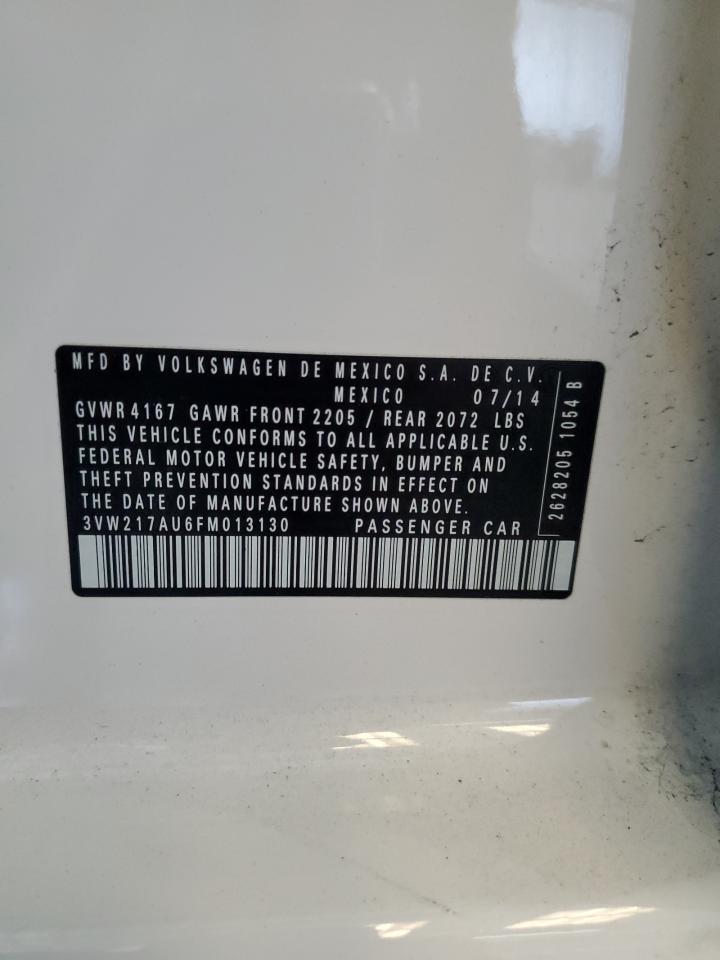 MFD BY VOLKSWAGEN DE MEXICO S.A. DE C.V.
MEXICO 07/14
GVWR 4167 GAWR FRONT 2205 / REAR 2072 LBS
THIS VEHICLE CONFORMS TO ALL APPLICABLE U.S.
FEDERAL MOTOR VEHICLE SAFETY, BUMPER AND
THEFT PREVENTION STANDARDS IN EFFECT ON
THE DATE OF MANUFACTURE SHOWN ABOVE.
3VW217AU6FM013130 PASSENGER CAR
2628205 1054 B